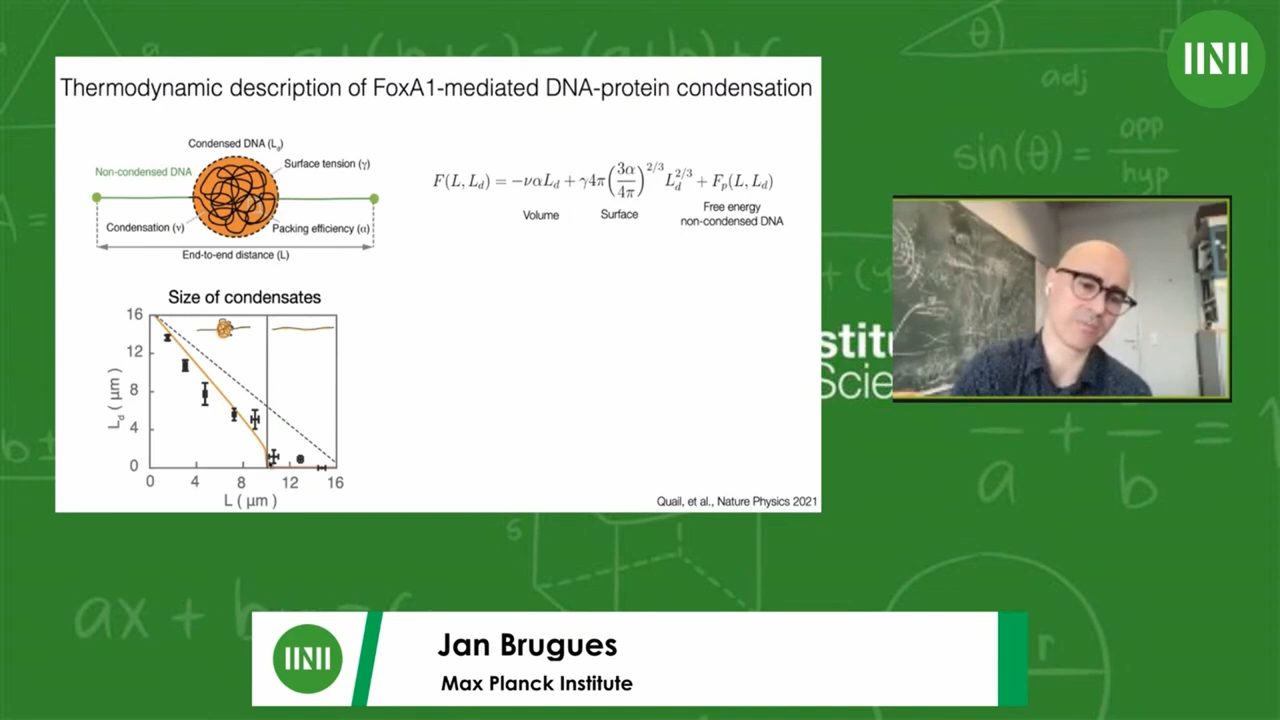 Thermodynamic description of FoxA1-mediated DNA-protein condensation
Condensed DNA (L_d)
Surface tension (γ)
Non-condensed DNA
Condensation (ν)
Packing efficiency (α)
End-to-end distance (L)
F(L, L_d) = −ναL_d + γ4π(3α/4π)^{2/3} L_d^{2/3} + F_p(L, L_d)
Volume
Surface
Free energy
non-condensed DNA
Size of condensates
16
12
8
4
0
L_d ( μm )
0 4 8 12 16
L ( μm )
Quail, et al., Nature Physics 2021
θ
adj
sin(θ) = opp
hyp
stitu
Scie
a b
s
r
Jan Brugues
Max Planck Institute